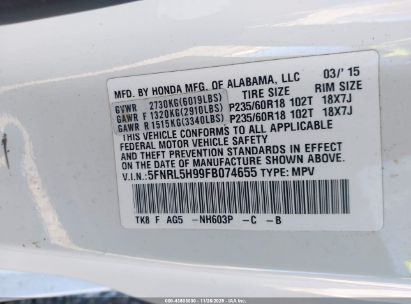 MFD. BY HONDA MFG. OF ALABAMA, LLC 03/'15
GVWR 2730KG(6019LBS) TIRE SIZE RIM SIZE
GAWR F 1320KG(2910LBS) P235/60R18 102T 18X7J
GAWR R 1515KG(3340LBS) P235/60R18 102T 18X7J
THIS VEHICLE CONFORMS TO ALL APPLICABLE
FEDERAL MOTOR VEHICLE SAFETY AND THEFT
PREVENTION STANDARDS IN EFFECT ON THE DATE
OF MANUFACTURE SHOWN ABOVE.
V.I.N.: 5FNRL5H99FB074655 TYPE: MPV
TK8 F AG5 -NH603P -C -B